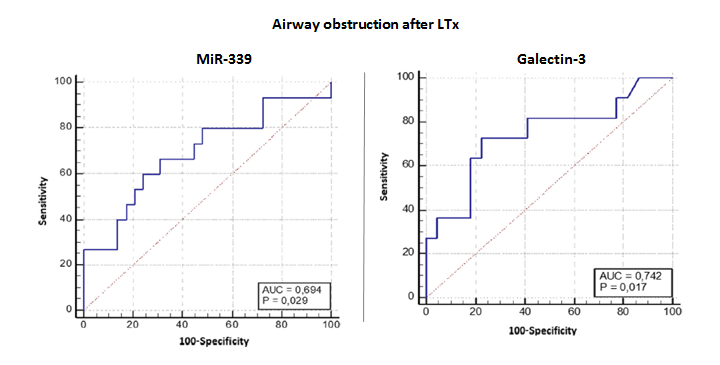 Airway obstruction after LTx
MiR-339
100
80
60
40
20
0
Sensitivity
0 20 40 60 80 100
100-Specificity
AUC = 0,694
P = 0,029
Galectin-3
100
80
60
40
20
0
Sensitivity
0 20 40 60 80 100
100-Specificity
AUC = 0,742
P = 0,017